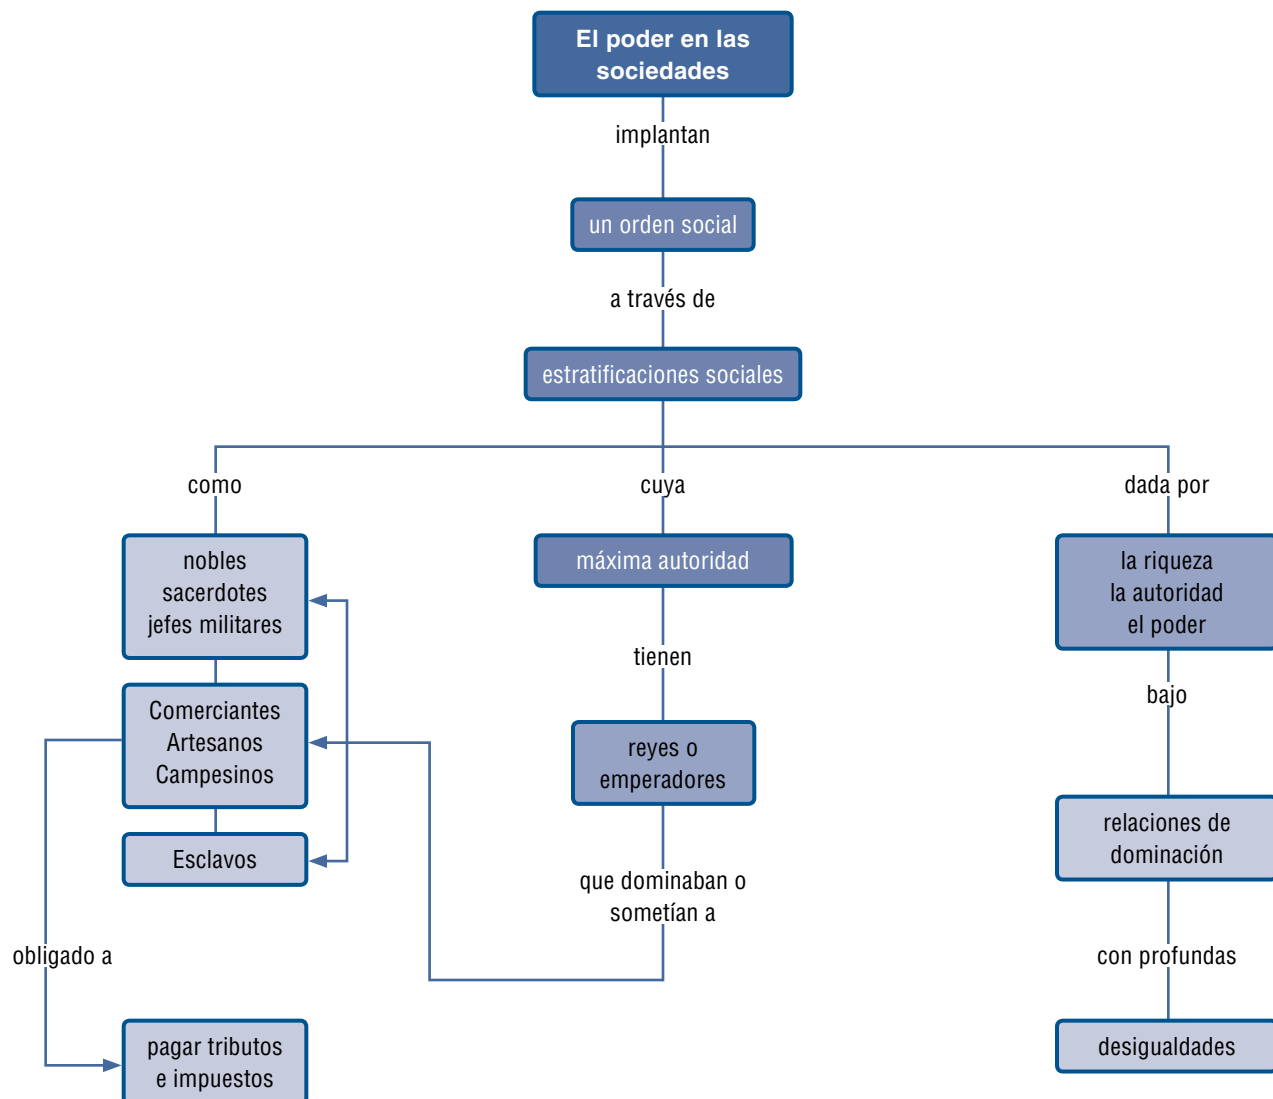 El poder en las
sociedades
implantan
un orden social
a través de
estratificaciones sociales
como
cuya
dada por
nobles
sacerdotes
jefes militares
máxima autoridad
la riqueza
la autoridad
el poder
tienen
bajo
Comerciantes
Artesanos
Campesinos
reyes o
emperadores
relaciones de
dominación
Esclavos
que dominaban o
sometían a
obligado a
con profundas
pagar tributos
e impuestos
desigualdades